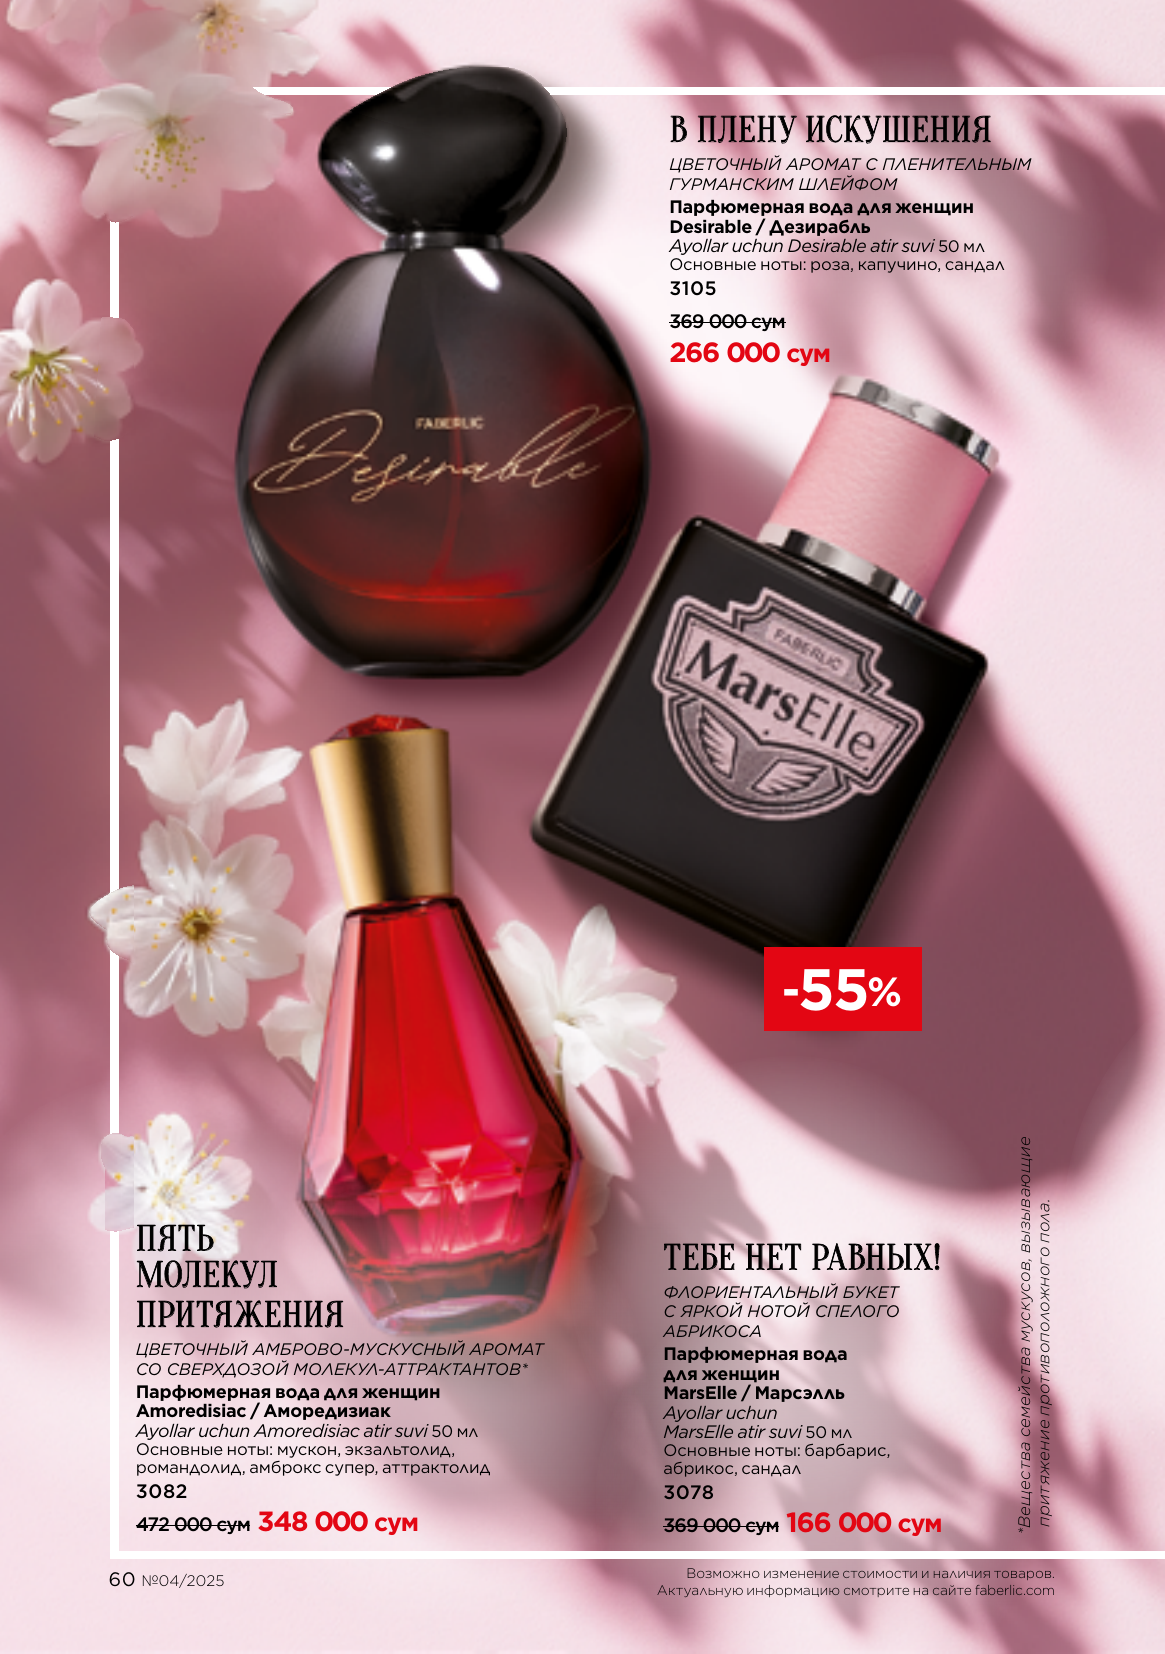 В ПЛЕНУ ИСКУШЕНИЯ
ЦВЕТОЧНЫЙ АРОМАТ С ПЛЕНИТЕЛЬНЫМ
ГУРМАНСКИМ ШЛЕЙФОМ
Парфюмерная вода для женщин
Desirable / Дезирабль
Ayollar uchun Desirable atir suvi 50 мл
Основные ноты: роза, капучино, сандал
3105
369 000 сум
266 000 сум
FABERLIC
Desirable
FABERLIC
MarsElle
-55%
ПЯТЬ
МОЛЕКУЛ
ПРИТЯЖЕНИЯ
ЦВЕТОЧНЫЙ АМБРОВО-МУСКУСНЫЙ АРОМАТ
СО СВЕРХДОЗОЙ МОЛЕКУЛ-АТТРАКТАНТОВ*
Парфюмерная вода для женщин
Amoredisiac / Аморедизиак
Ayollar uchun Amoredisiac atir suvi 50 мл
Основные ноты: мускон, экзальтолид,
романдолид, амброкс супер, аттрактолид
3082
472 000 сум 348 000 сум
ТЕБЕ НЕТ РАВНЫХ!
ФЛОРИЕНТАЛЬНЫЙ БУКЕТ
С ЯРКОЙ НОТОЙ СПЕЛОГО
АБРИКОСА
Парфюмерная вода
для женщин
MarsElle / Марсэлль
Ayollar uchun
MarsElle atir suvi 50 мл
Основные ноты: барбарис,
абрикос, сандал
3078
369 000 сум 166 000 сум
*Вещества семейства мускусов, вызывающие
притяжение противоположного пола.
60 №04/2025
Возможно изменение стоимости и наличия товаров.
Актуальную информацию смотрите на сайте faberlic.com